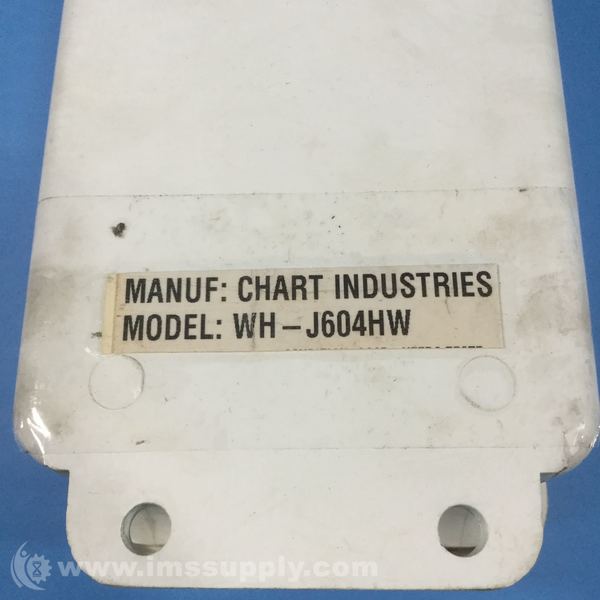 MANUF: CHART INDUSTRIES
MODEL: WH-J604HW
www.imssupply.com